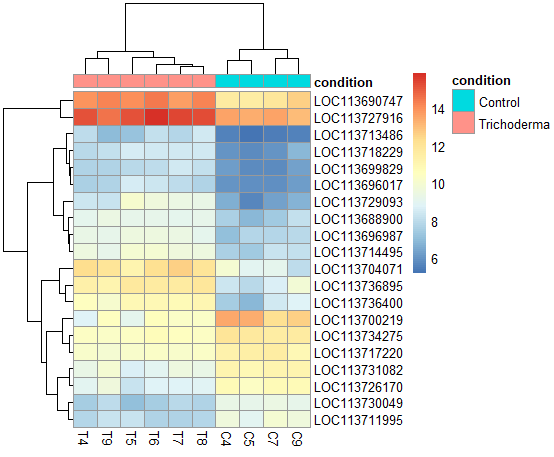 condition
LOC113690747
LOC113727916
LOC113713486
LOC113718229
LOC113699829
LOC113696017
LOC113729093
LOC113688900
LOC113696987
LOC113714495
LOC113704071
LOC113736895
LOC113736400
LOC113700219
LOC113734275
LOC113717220
LOC113731082
LOC113726170
LOC113730049
LOC113711995
T4 T9 T5 T6 T7 T8 C4 C5 C7 C9
14
12
10
8
6
condition
Control
Trichoderma